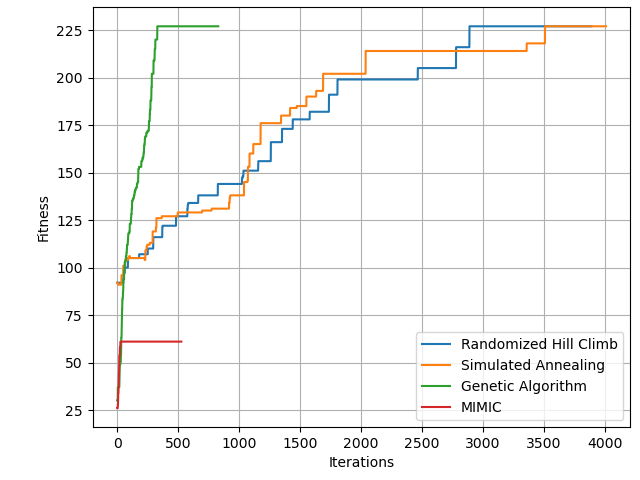 225
200
175
150
125
100
75
50
25
Fitness
0 500 1000 1500 2000 2500 3000 3500 4000
Iterations
Randomized Hill Climb
Simulated Annealing
Genetic Algorithm
MIMIC